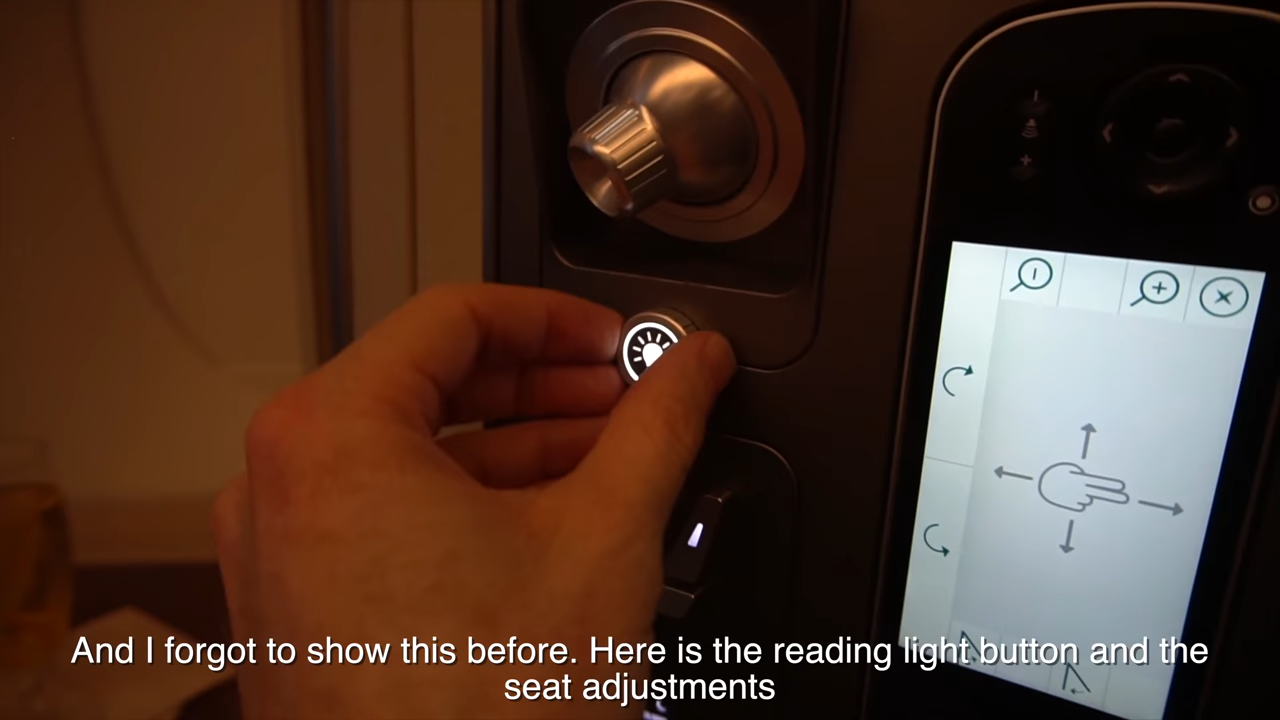 And I forgot to show this before. Here is the reading light button and the
seat adjustments